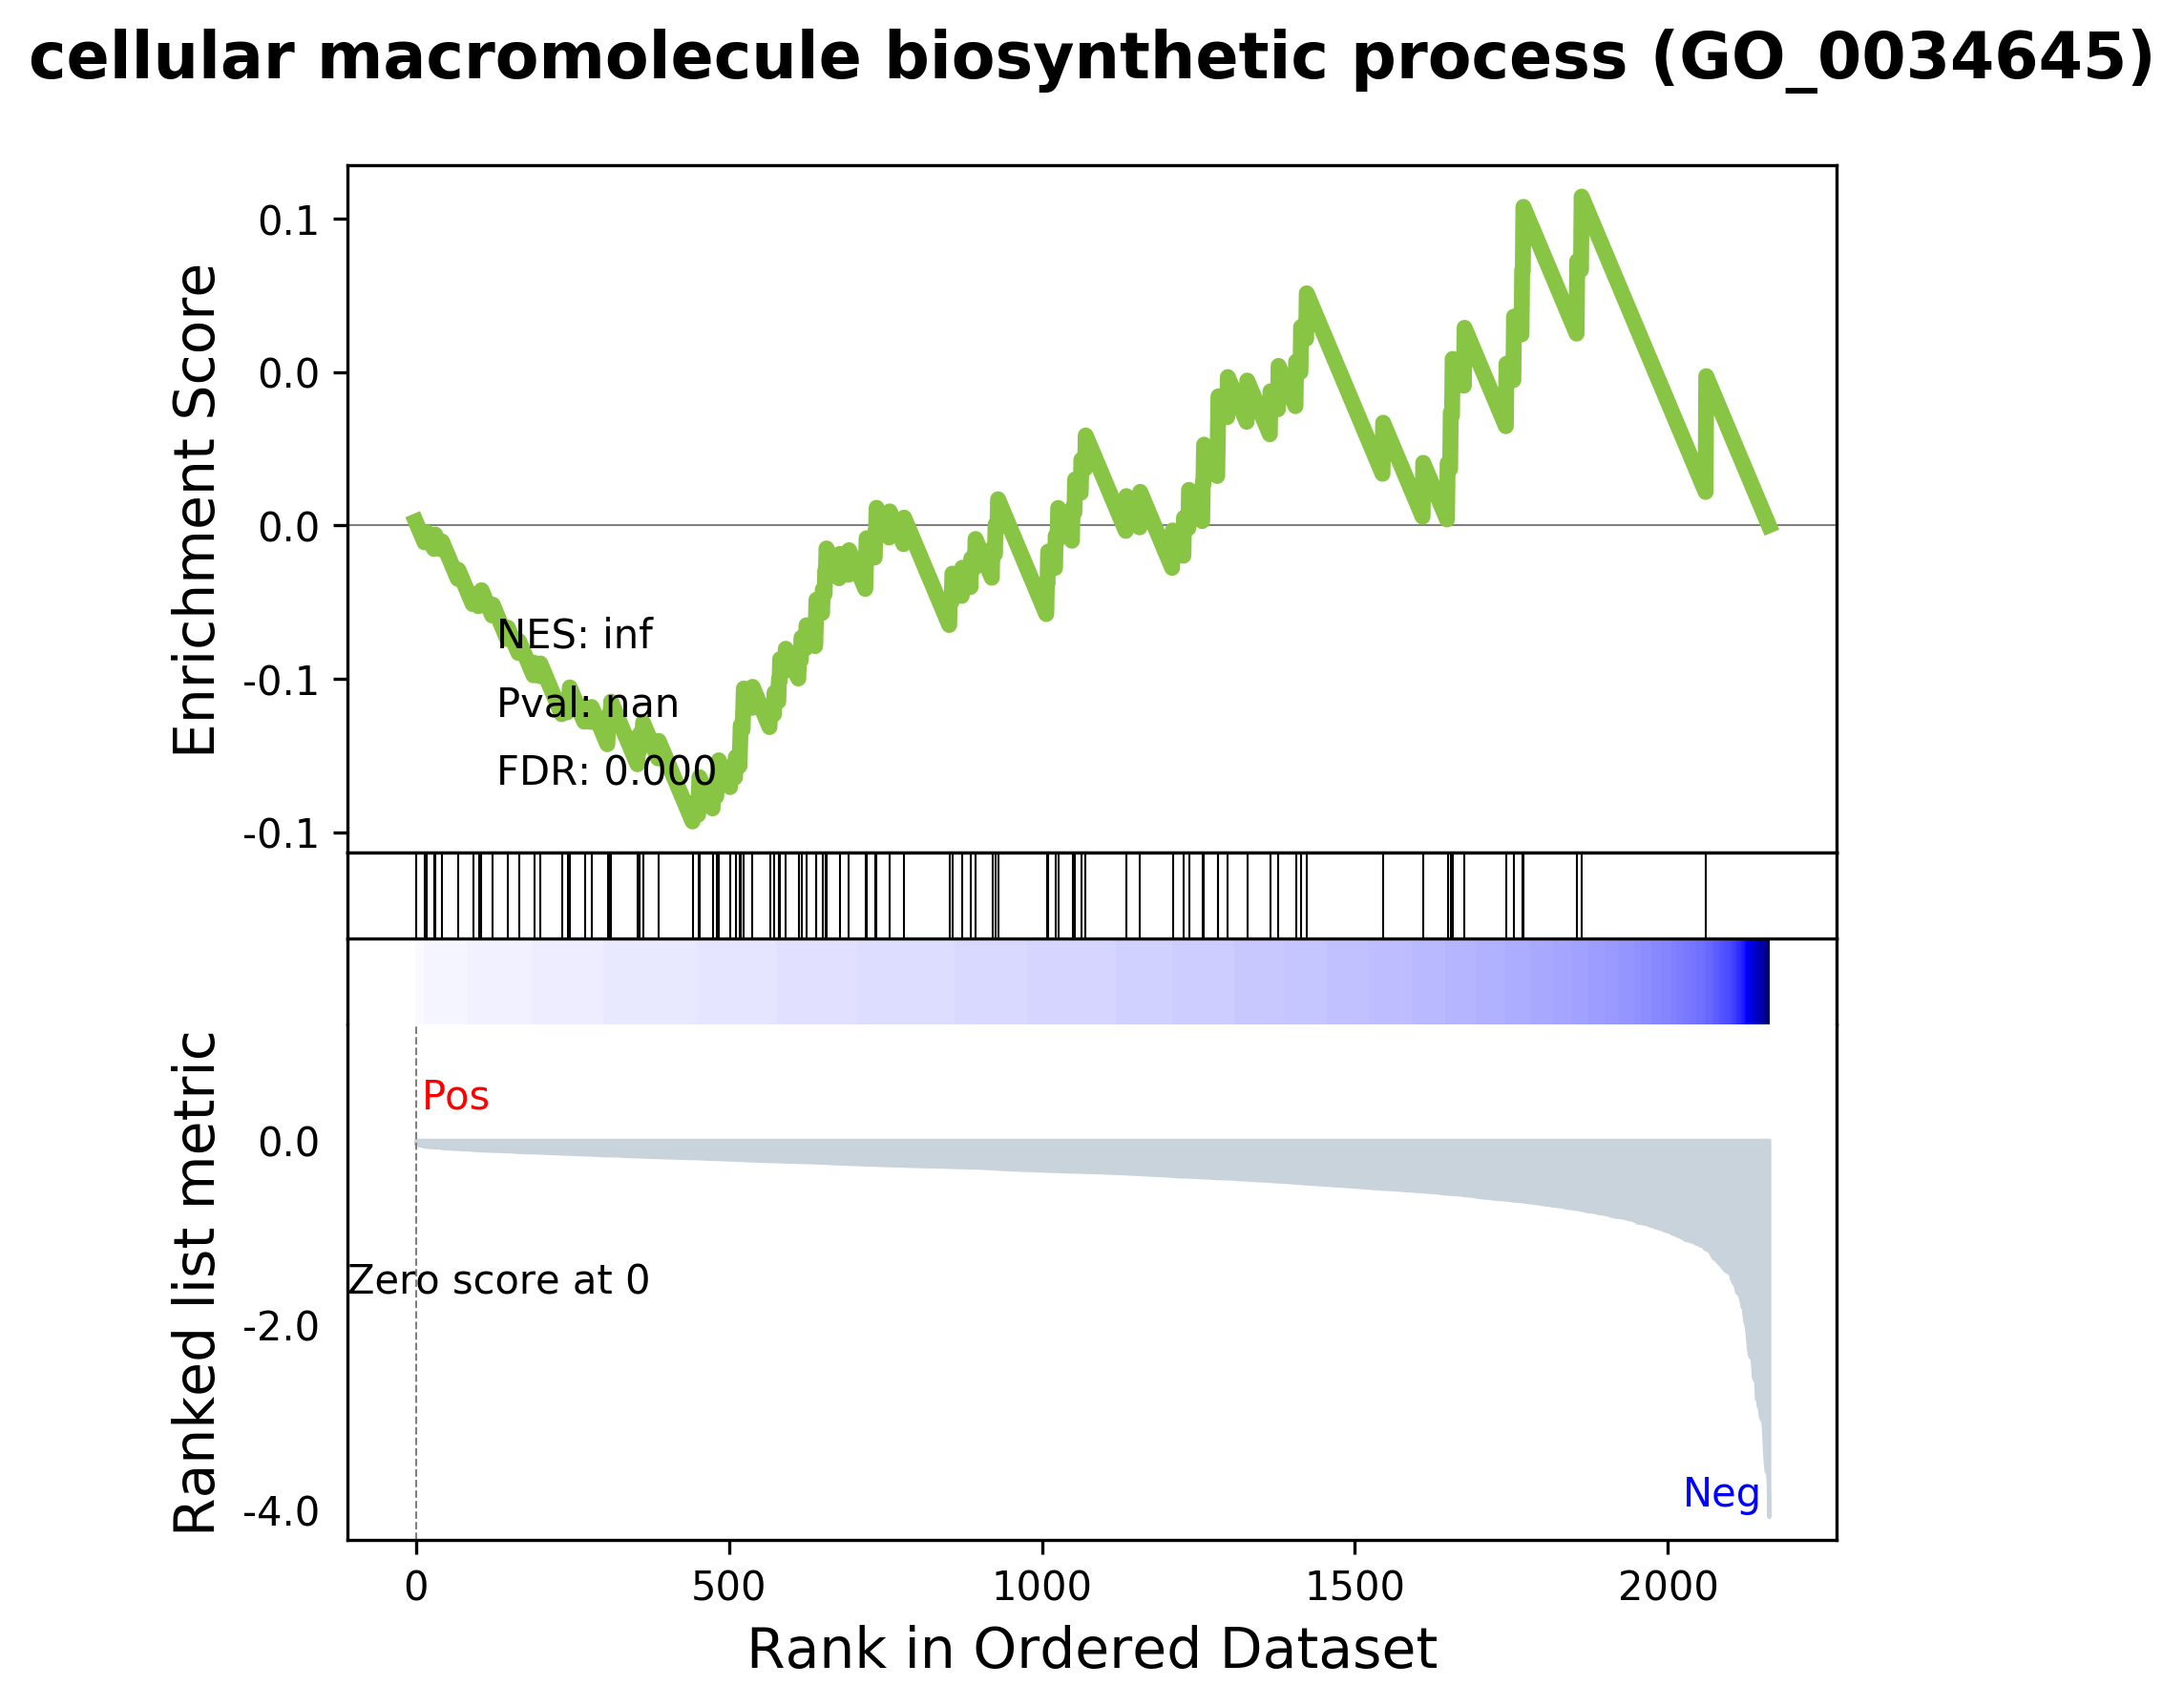 cellular macromolecule biosynthetic process (GO_0034645)
Enrichment Score
0.1
0.0
0.0
-0.1
-0.1
NES: inf
Pval: nan
FDR: 0.000
Ranked list metric
Pos
0.0
Zero score at 0
-2.0
Neg
-4.0
0 500 1000 1500 2000
Rank in Ordered Dataset